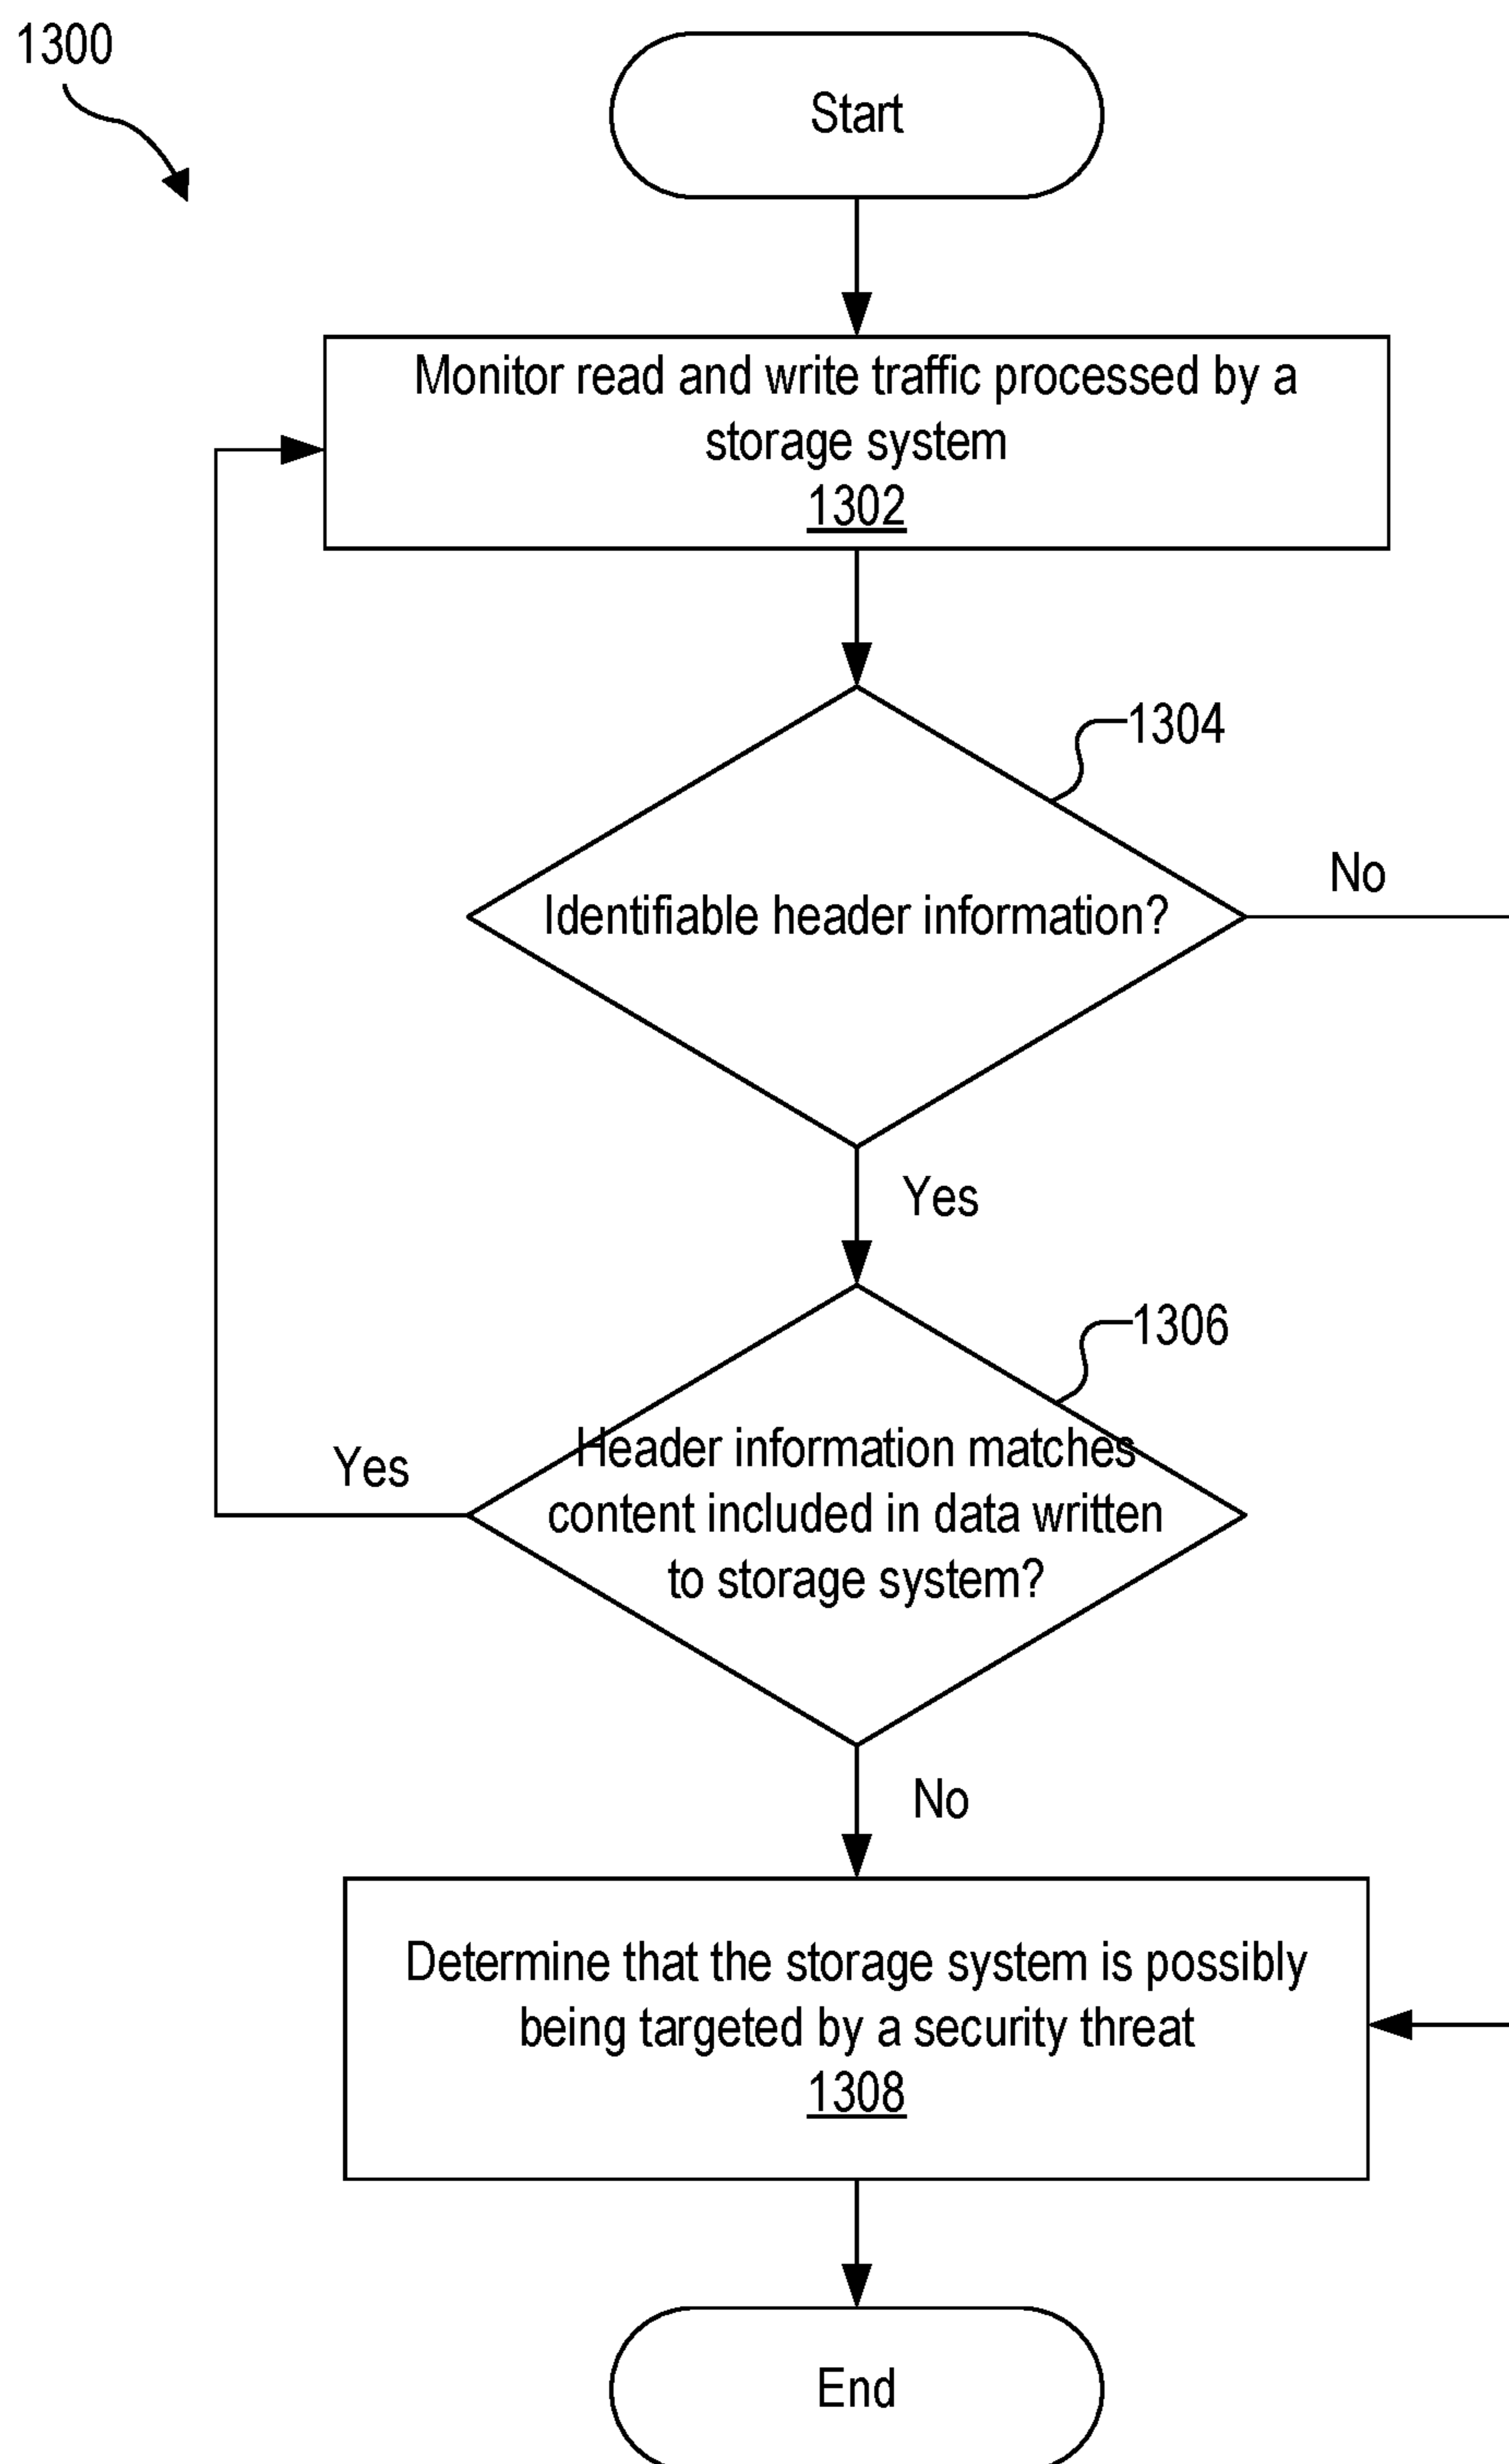 1300
Start
Monitor read and write traffic processed by a
storage system
1302
1304
Identifiable header information?
No
Yes
1306
Header information matches
content included in data written
to storage system?
Yes
No
Determine that the storage system is possibly
being targeted by a security threat
1308
End